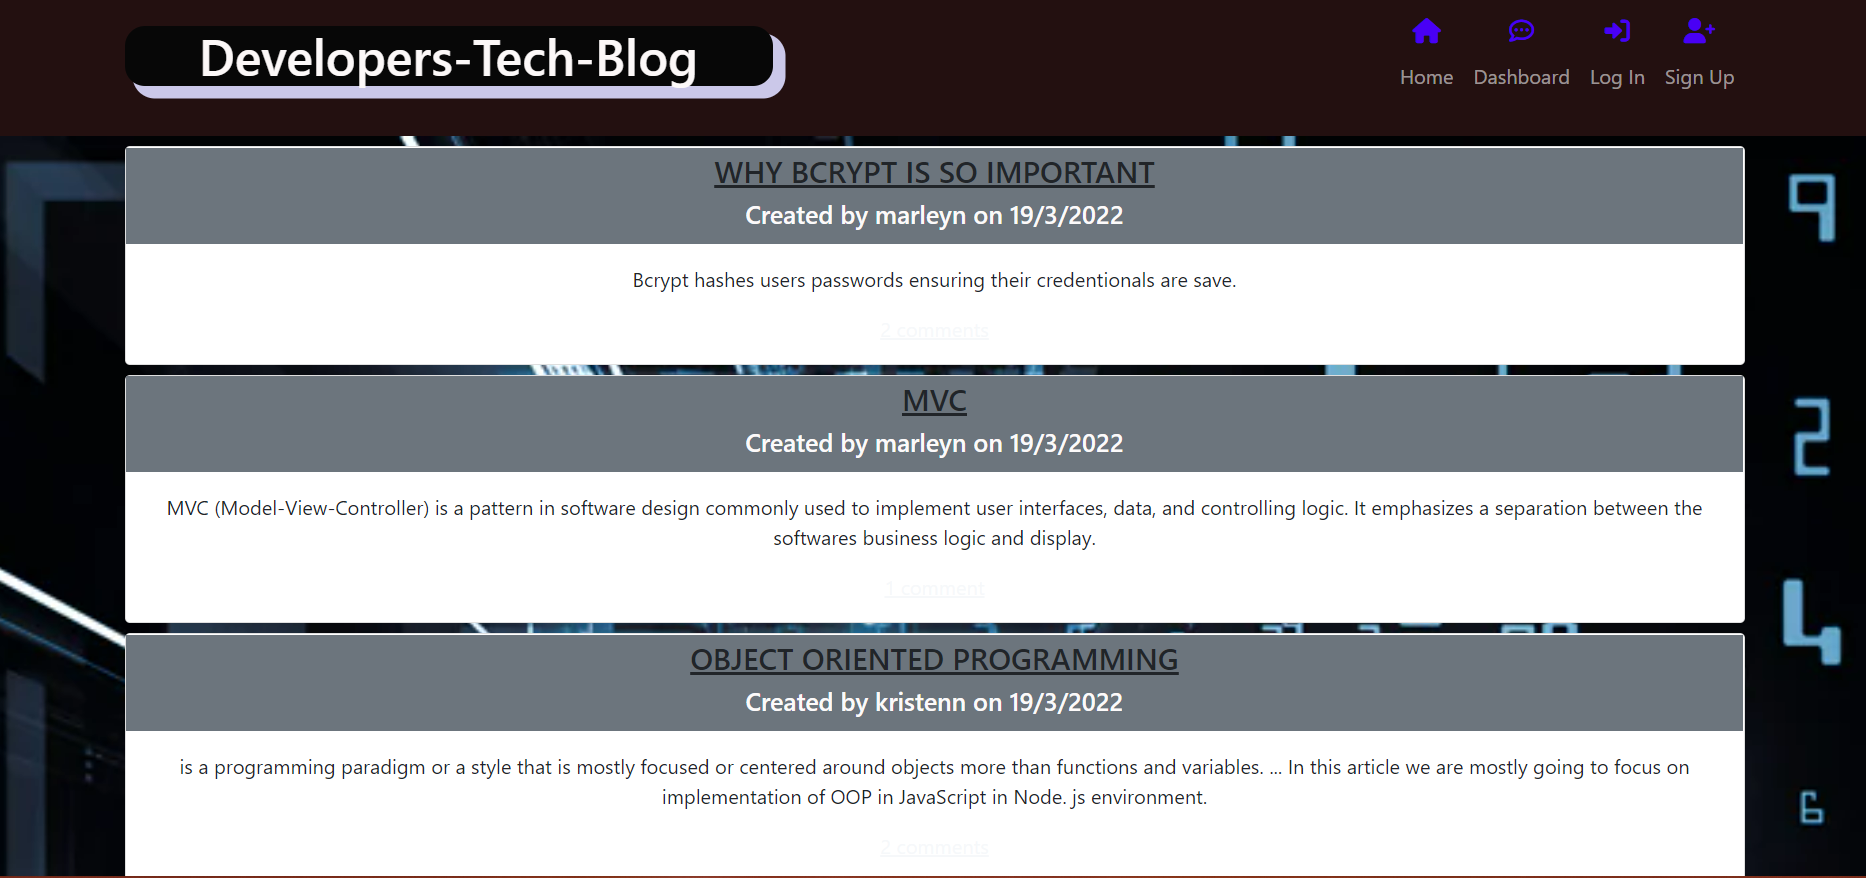 Developers-Tech-Blog
Home Dashboard Log In Sign Up
WHY BCRYPT IS SO IMPORTANT
Created by marleyn on 19/3/2022
Bcrypt hashes users passwords ensuring their credentionals are save.
2 comments
MVC
Created by marleyn on 19/3/2022
MVC (Model-View-Controller) is a pattern in software design commonly used to implement user interfaces, data, and controlling logic. It emphasizes a separation between the
softwares business logic and display.
1 comment
OBJECT ORIENTED PROGRAMMING
Created by kristenn on 19/3/2022
is a programming paradigm or a style that is mostly focused or centered around objects more than functions and variables. ... In this article we are mostly going to focus on
implementation of OOP in JavaScript in Node. js environment.
2 comments
9
2
4
6